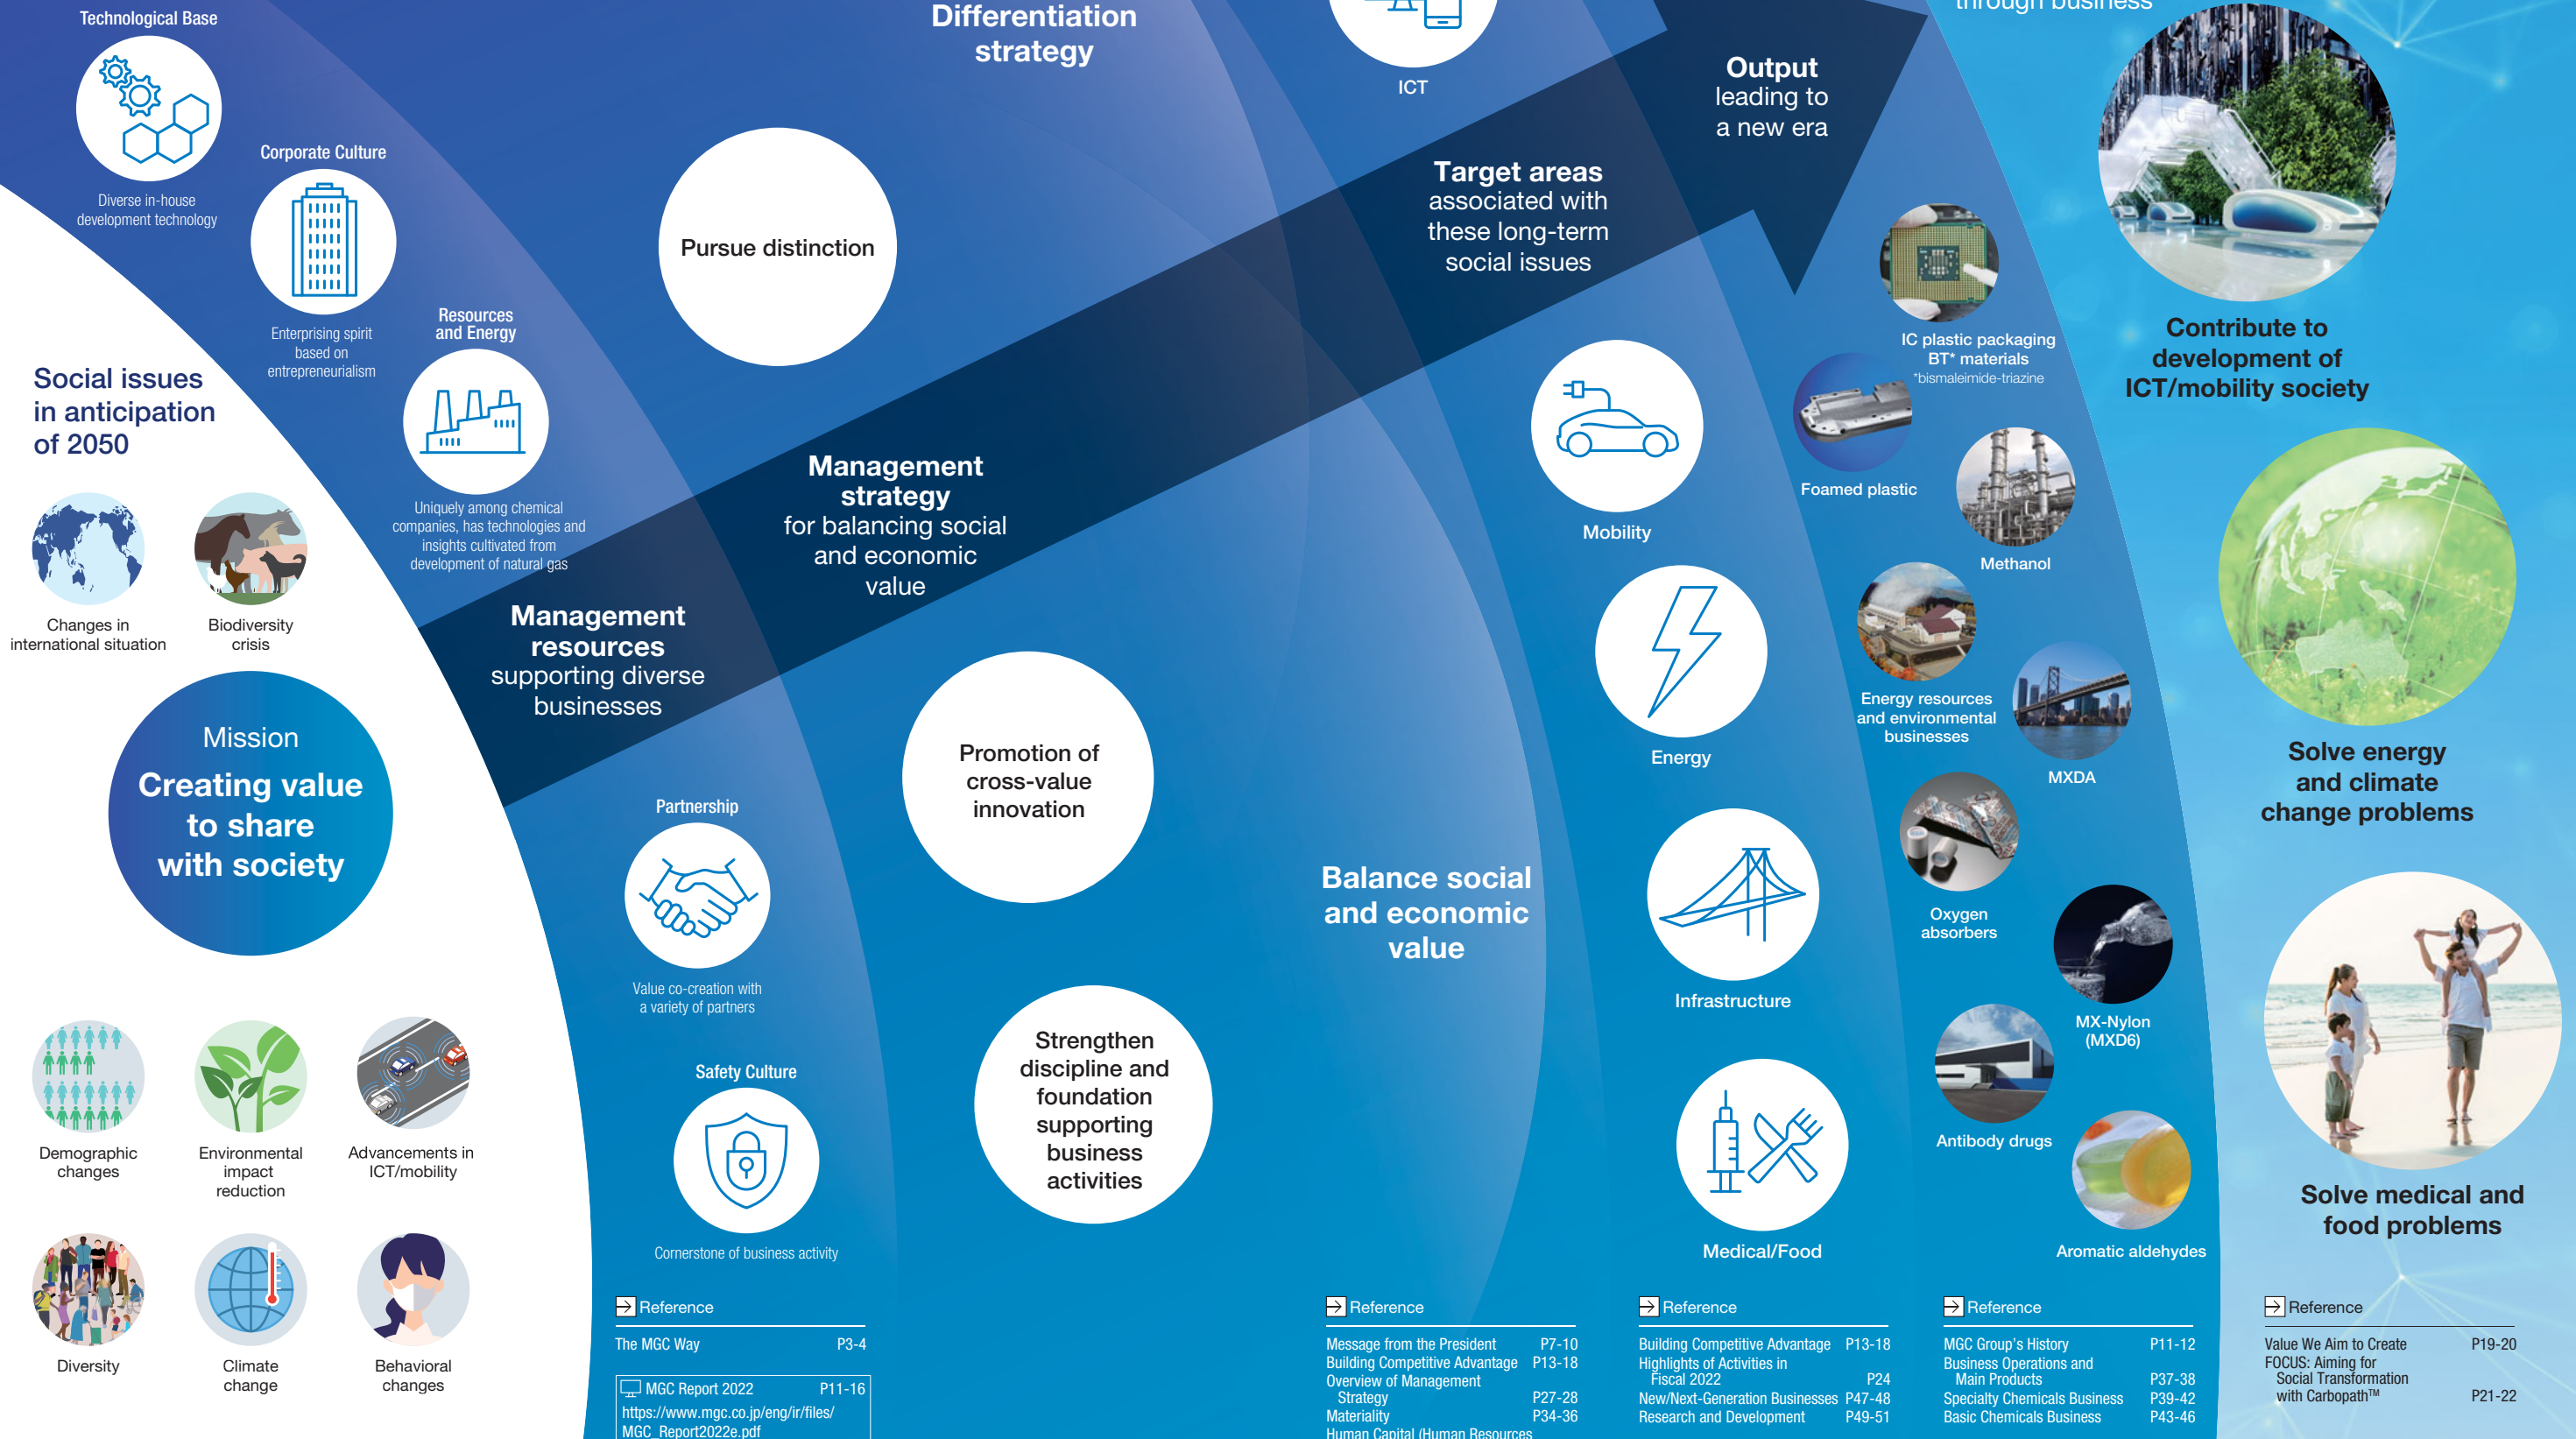 Technological Base
Diverse in-house
development technology
Corporate Culture
Enterprising spirit
based on
entrepreneurialism
Resources
and Energy
Uniquely among chemical
companies, has technologies and
insights cultivated from
development of natural gas
Social issues
in anticipation
of 2050
Changes in
international situation
Biodiversity
crisis
Mission
Creating value
to share
with society
Demographic
changes
Environmental
impact
reduction
Advancements in
ICT/mobility
Diversity
Climate
change
Behavioral
changes
Management
resources
supporting diverse
businesses
Partnership
Value co-creation with
a variety of partners
Safety Culture
Cornerstone of business activity
Reference
The MGC Way P3-4
MGC Report 2022 P11-16
https://www.mgc.co.jp/eng/ir/files/
MGC_Report2022e.pdf
Differentiation
strategy
Pursue distinction
Management
strategy
for balancing social
and economic
value
Promotion of
cross-value
innovation
Strengthen
discipline and
foundation
supporting
business
activities
Balance social
and economic
value
Reference
Message from the President P7-10
Building Competitive Advantage P13-18
Overview of Management
Strategy P27-28
Materiality P34-36
Human Capital (Human Resources
ICT
Target areas
associated with
these long-term
social issues
Mobility
Energy
Infrastructure
Medical/Food
Reference
Building Competitive Advantage P13-18
Highlights of Activities in
Fiscal 2022 P24
New/Next-Generation Businesses P47-48
Research and Development P49-51
Output
leading to
a new era
IC plastic packaging
BT* materials
*bismaleimide-triazine
Foamed plastic
Methanol
Energy resources
and environmental
businesses
MXDA
Oxygen
absorbers
MX-Nylon
(MXD6)
Antibody drugs
Aromatic aldehydes
Reference
MGC Group's History P11-12
Business Operations and
Main Products P37-38
Specialty Chemicals Business P39-42
Basic Chemicals Business P43-46
through business
Contribute to
development of
ICT/mobility society
Solve energy
and climate
change problems
Solve medical and
food problems
Reference
Value We Aim to Create P19-20
FOCUS: Aiming for
Social Transformation
with Carbopath™ P21-22